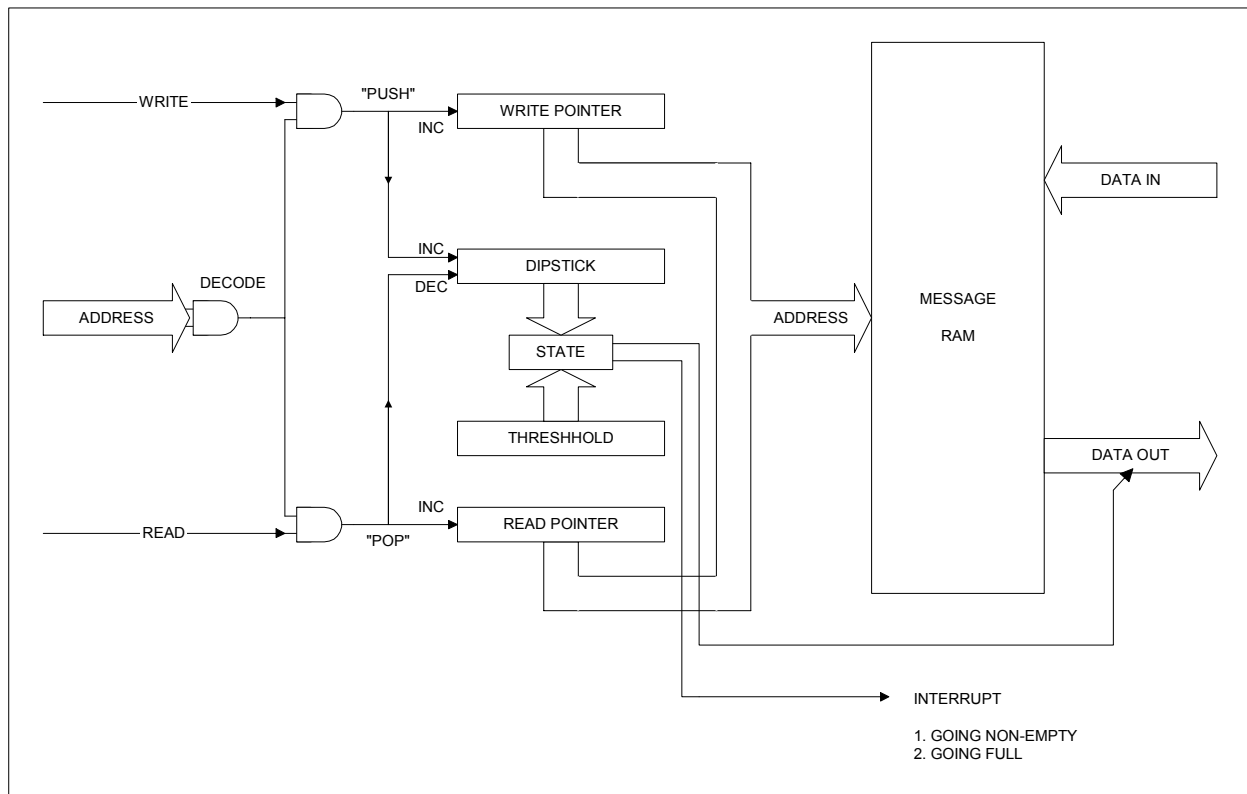 "PUSH"
WRITE
WRITE POINTER
INC
DATA IN
INC
DIPSTICK
DECODE
DEC
MESSAGE
ADDRESS
ADDRESS
RAM
STATE
THRESHHOLD
DATA OUT
INC
READ POINTER
READ
"POP"
INTERRUPT
1. GOING NON-EMPTY
2. GOING FULL